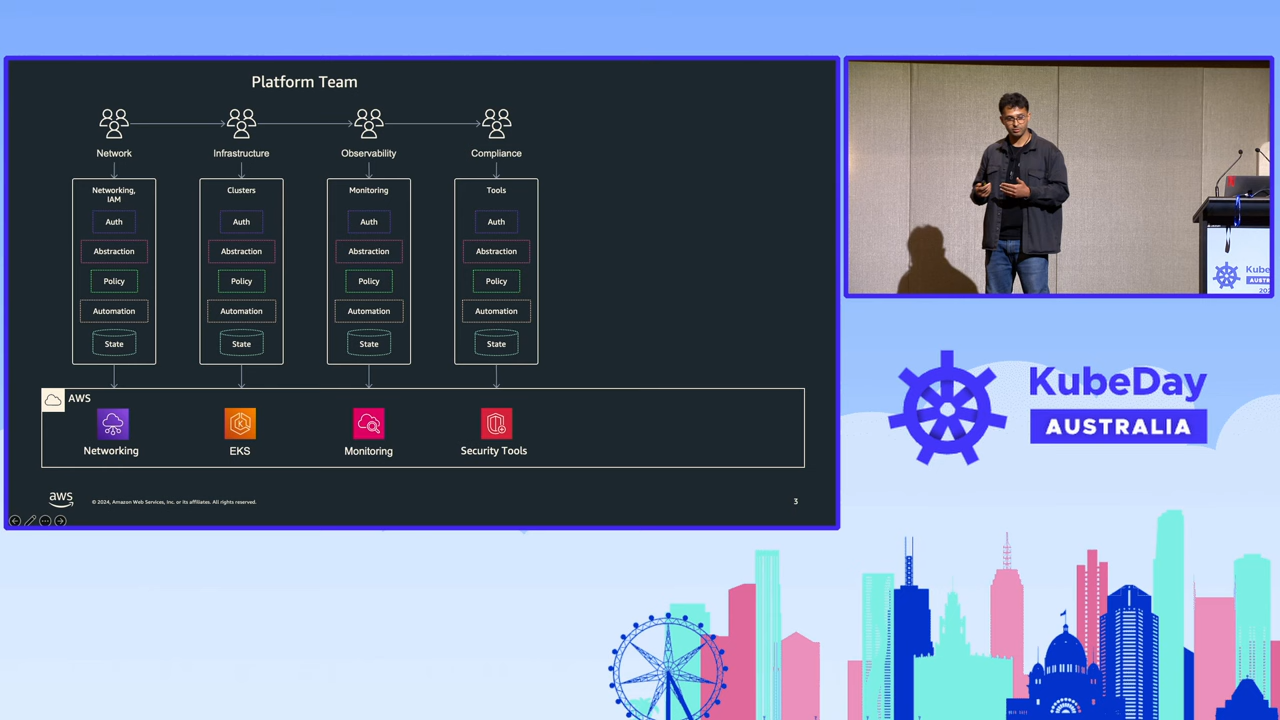 Platform Team
Network
Infrastructure
Observability
Compliance
Networking,
IAM
Auth
Abstraction
Policy
Automation
State
Clusters
Auth
Abstraction
Policy
Automation
State
Monitoring
Auth
Abstraction
Policy
Automation
State
Tools
Auth
Abstraction
Policy
Automation
State
AWS
Networking
EKS
Monitoring
Security Tools
aws
© 2024, Amazon Web Services, Inc. or its affiliates. All rights reserved.
3
KubeDay
AUSTRALIA